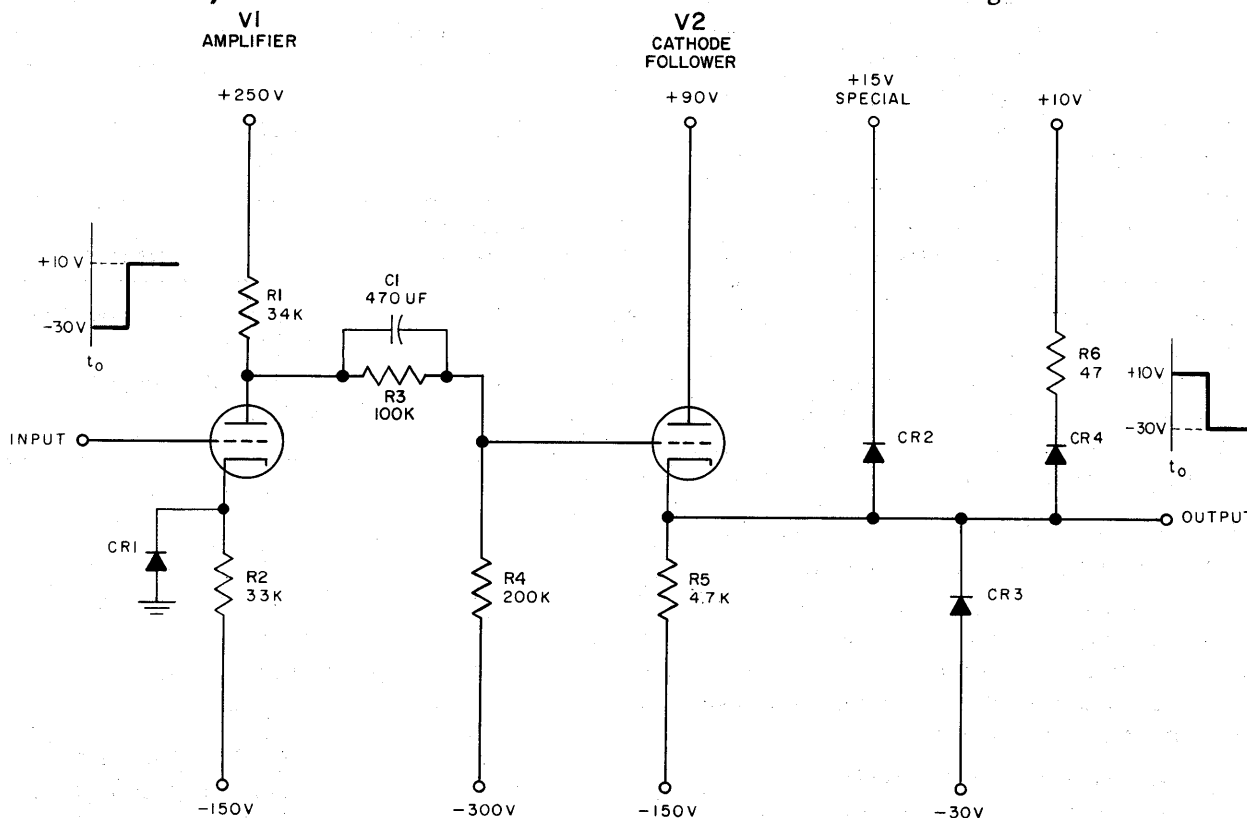 V1
AMPLIFIER
V2
CATHODE
FOLLOWER
+250V
+90V
+15V
SPECIAL
+10V
+10V
-30V
t0
R1
34K
C1
470 UF
R3
100K
INPUT
CR1
R2
33K
R4
200K
R5
4.7K
CR2
R6
47
CR4
+10V
-30V
t0
OUTPUT
CR3
-150V
-300V
-150V
-30V